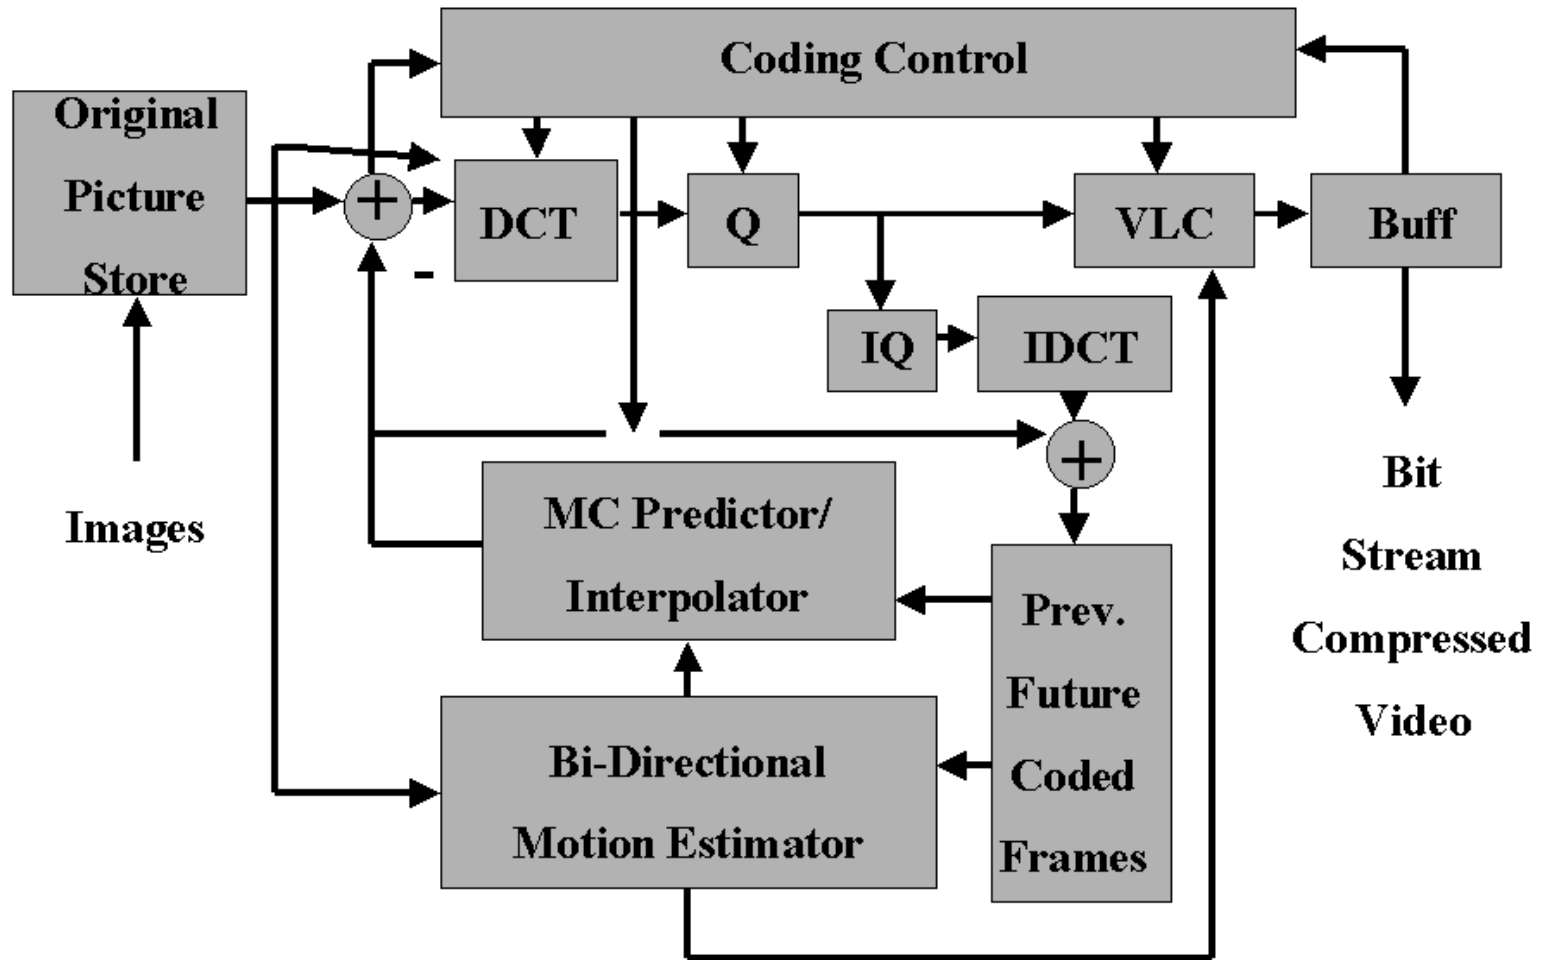 Coding Control
Original
Picture
Store
+
-
DCT
Q
VLC
Buff
IQ
IDCT
+
Images
MC Predictor/
Interpolator
Bi-Directional
Motion Estimator
Prev.
Future
Coded
Frames
Bit
Stream
Compressed
Video